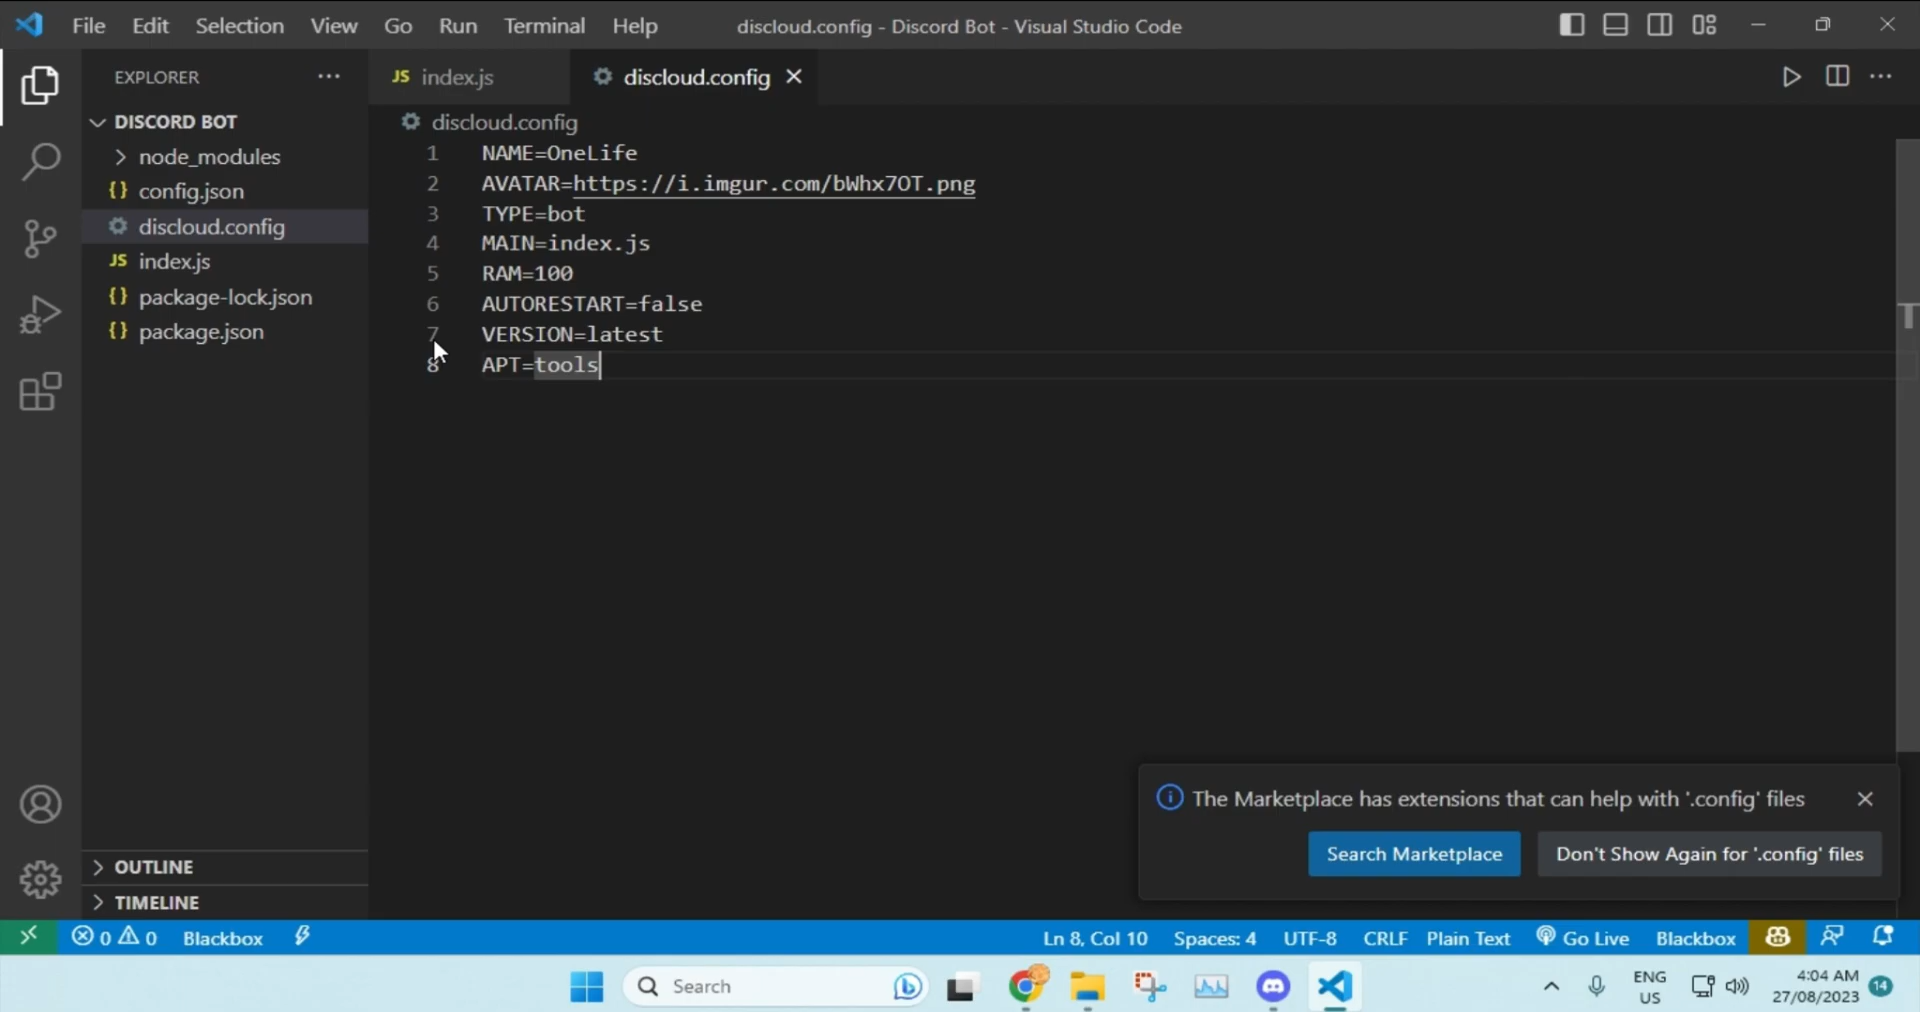 File Edit Selection View Go Run Terminal Help
discloud.config - Discord Bot - Visual Studio Code
EXPLORER
DISCORD BOT
node_modules
{} config.json
discloud.config
JS index.js
{} package-lock.json
{} package.json
OUTLINE
TIMELINE
JS index.js
discloud.config
discloud.config
1 NAME=OneLife
2 AVATAR=https://i.imgur.com/bWhx7OT.png
3 TYPE=bot
4 MAIN=index.js
5 RAM=100
6 AUTORESTART=false
7 VERSION=latest
8 APT=tools
The Marketplace has extensions that can help with '.config' files
Search Marketplace
Don't Show Again for '.config' files
0 0 Blackbox
Ln 8, Col 10 Spaces: 4 UTF-8 CRLF Plain Text Go Live Blackbox
Search
ENG
US
4:04 AM
27/08/2023
14